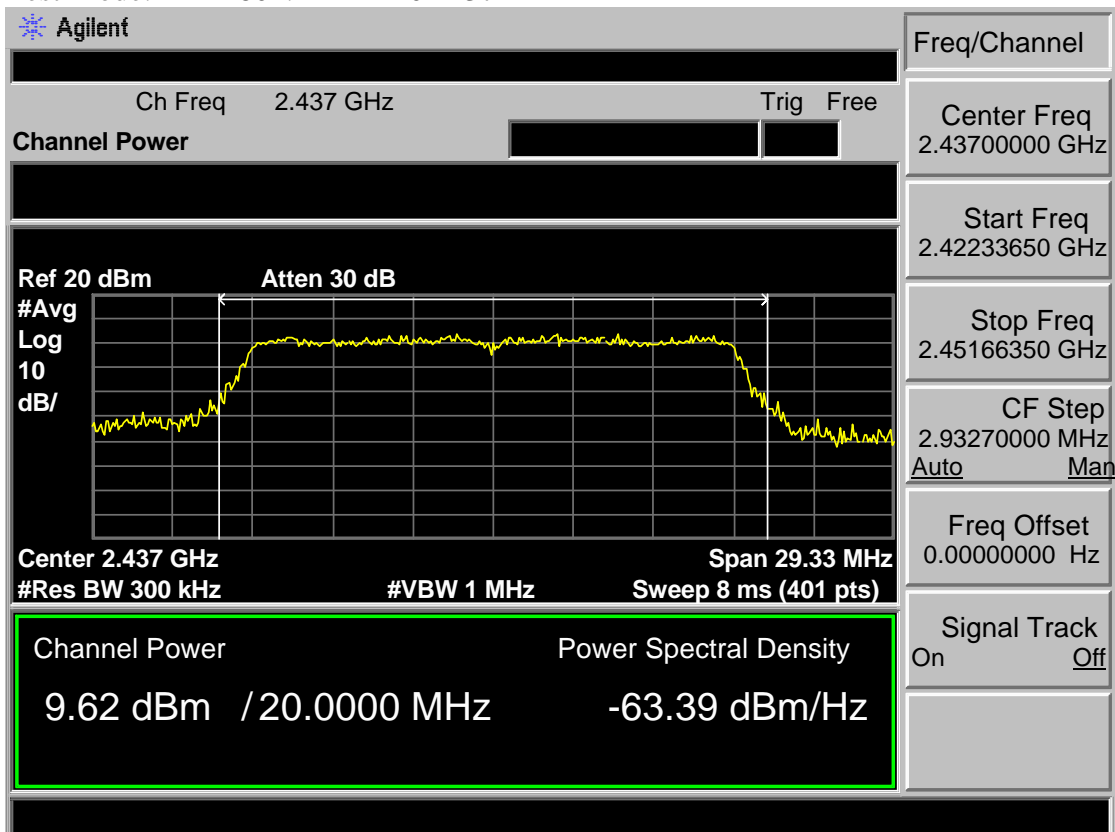 Agilent
Freq/Channel
Ch Freq 2.437 GHz Trig Free
Channel Power
Center Freq
2.43700000 GHz
Start Freq
2.42233650 GHz
Stop Freq
2.45166350 GHz
CF Step
2.93270000 MHz
Auto Man
Freq Offset
0.00000000 Hz
Signal Track
On Off
Ref 20 dBm Atten 30 dB
#Avg
Log
10
dB/
Center 2.437 GHz Span 29.33 MHz
#Res BW 300 kHz #VBW 1 MHz Sweep 8 ms (401 pts)
Channel Power Power Spectral Density
9.62 dBm / 20.0000 MHz -63.39 dBm/Hz